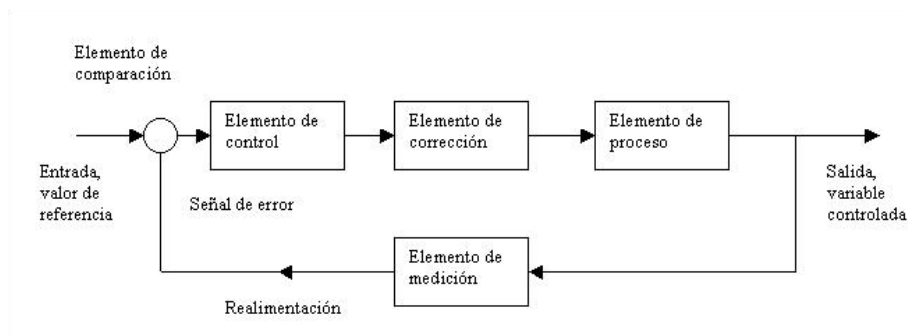 Elemento de
comparación
Elemento de
control
Elemento de
corrección
Elemento de
proceso
Entrada,
valor de
referencia
Señal de error
Salida,
variable
controlada
Elemento de
medición
Realimentación